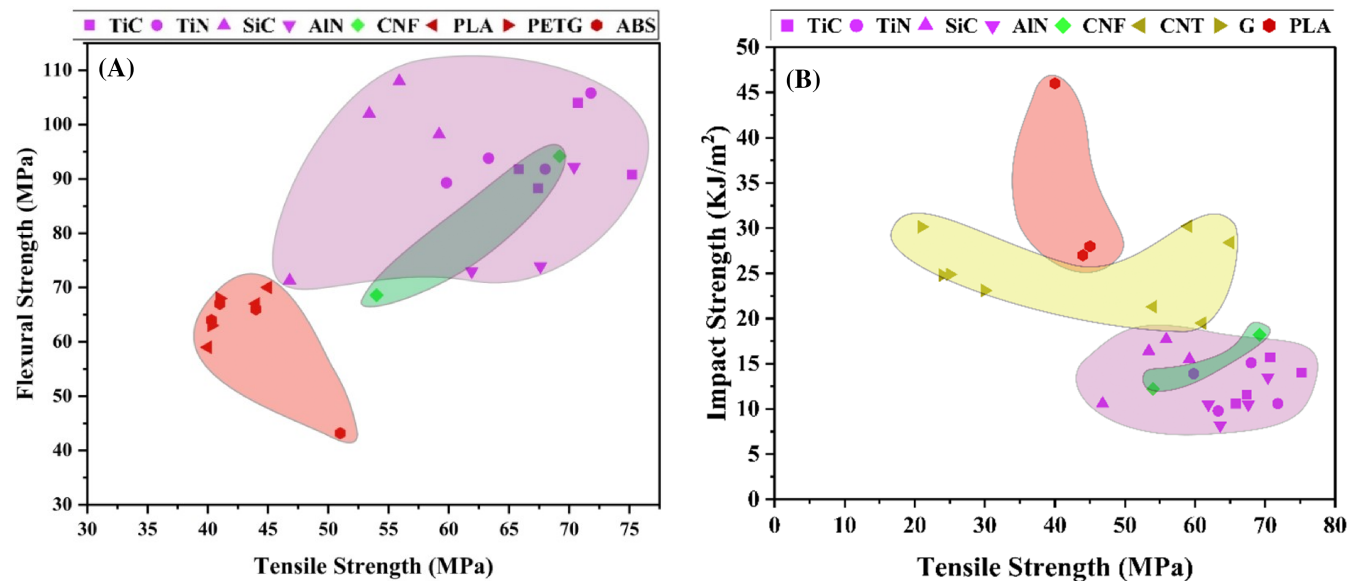 TiC TiN SiC AlN CNF PLA PETG ABS
(A)
Flexural Strength (MPa)
110
100
90
80
70
60
50
40
30
30 35 40 45 50 55 60 65 70 75
Tensile Strength (MPa)
TiC TiN SiC AlN CNF CNT G PLA
(B)
Impact Strength (KJ/m²)
50
45
40
35
30
25
20
15
10
5
0
0 10 20 30 40 50 60 70 80
Tensile Strength (MPa)